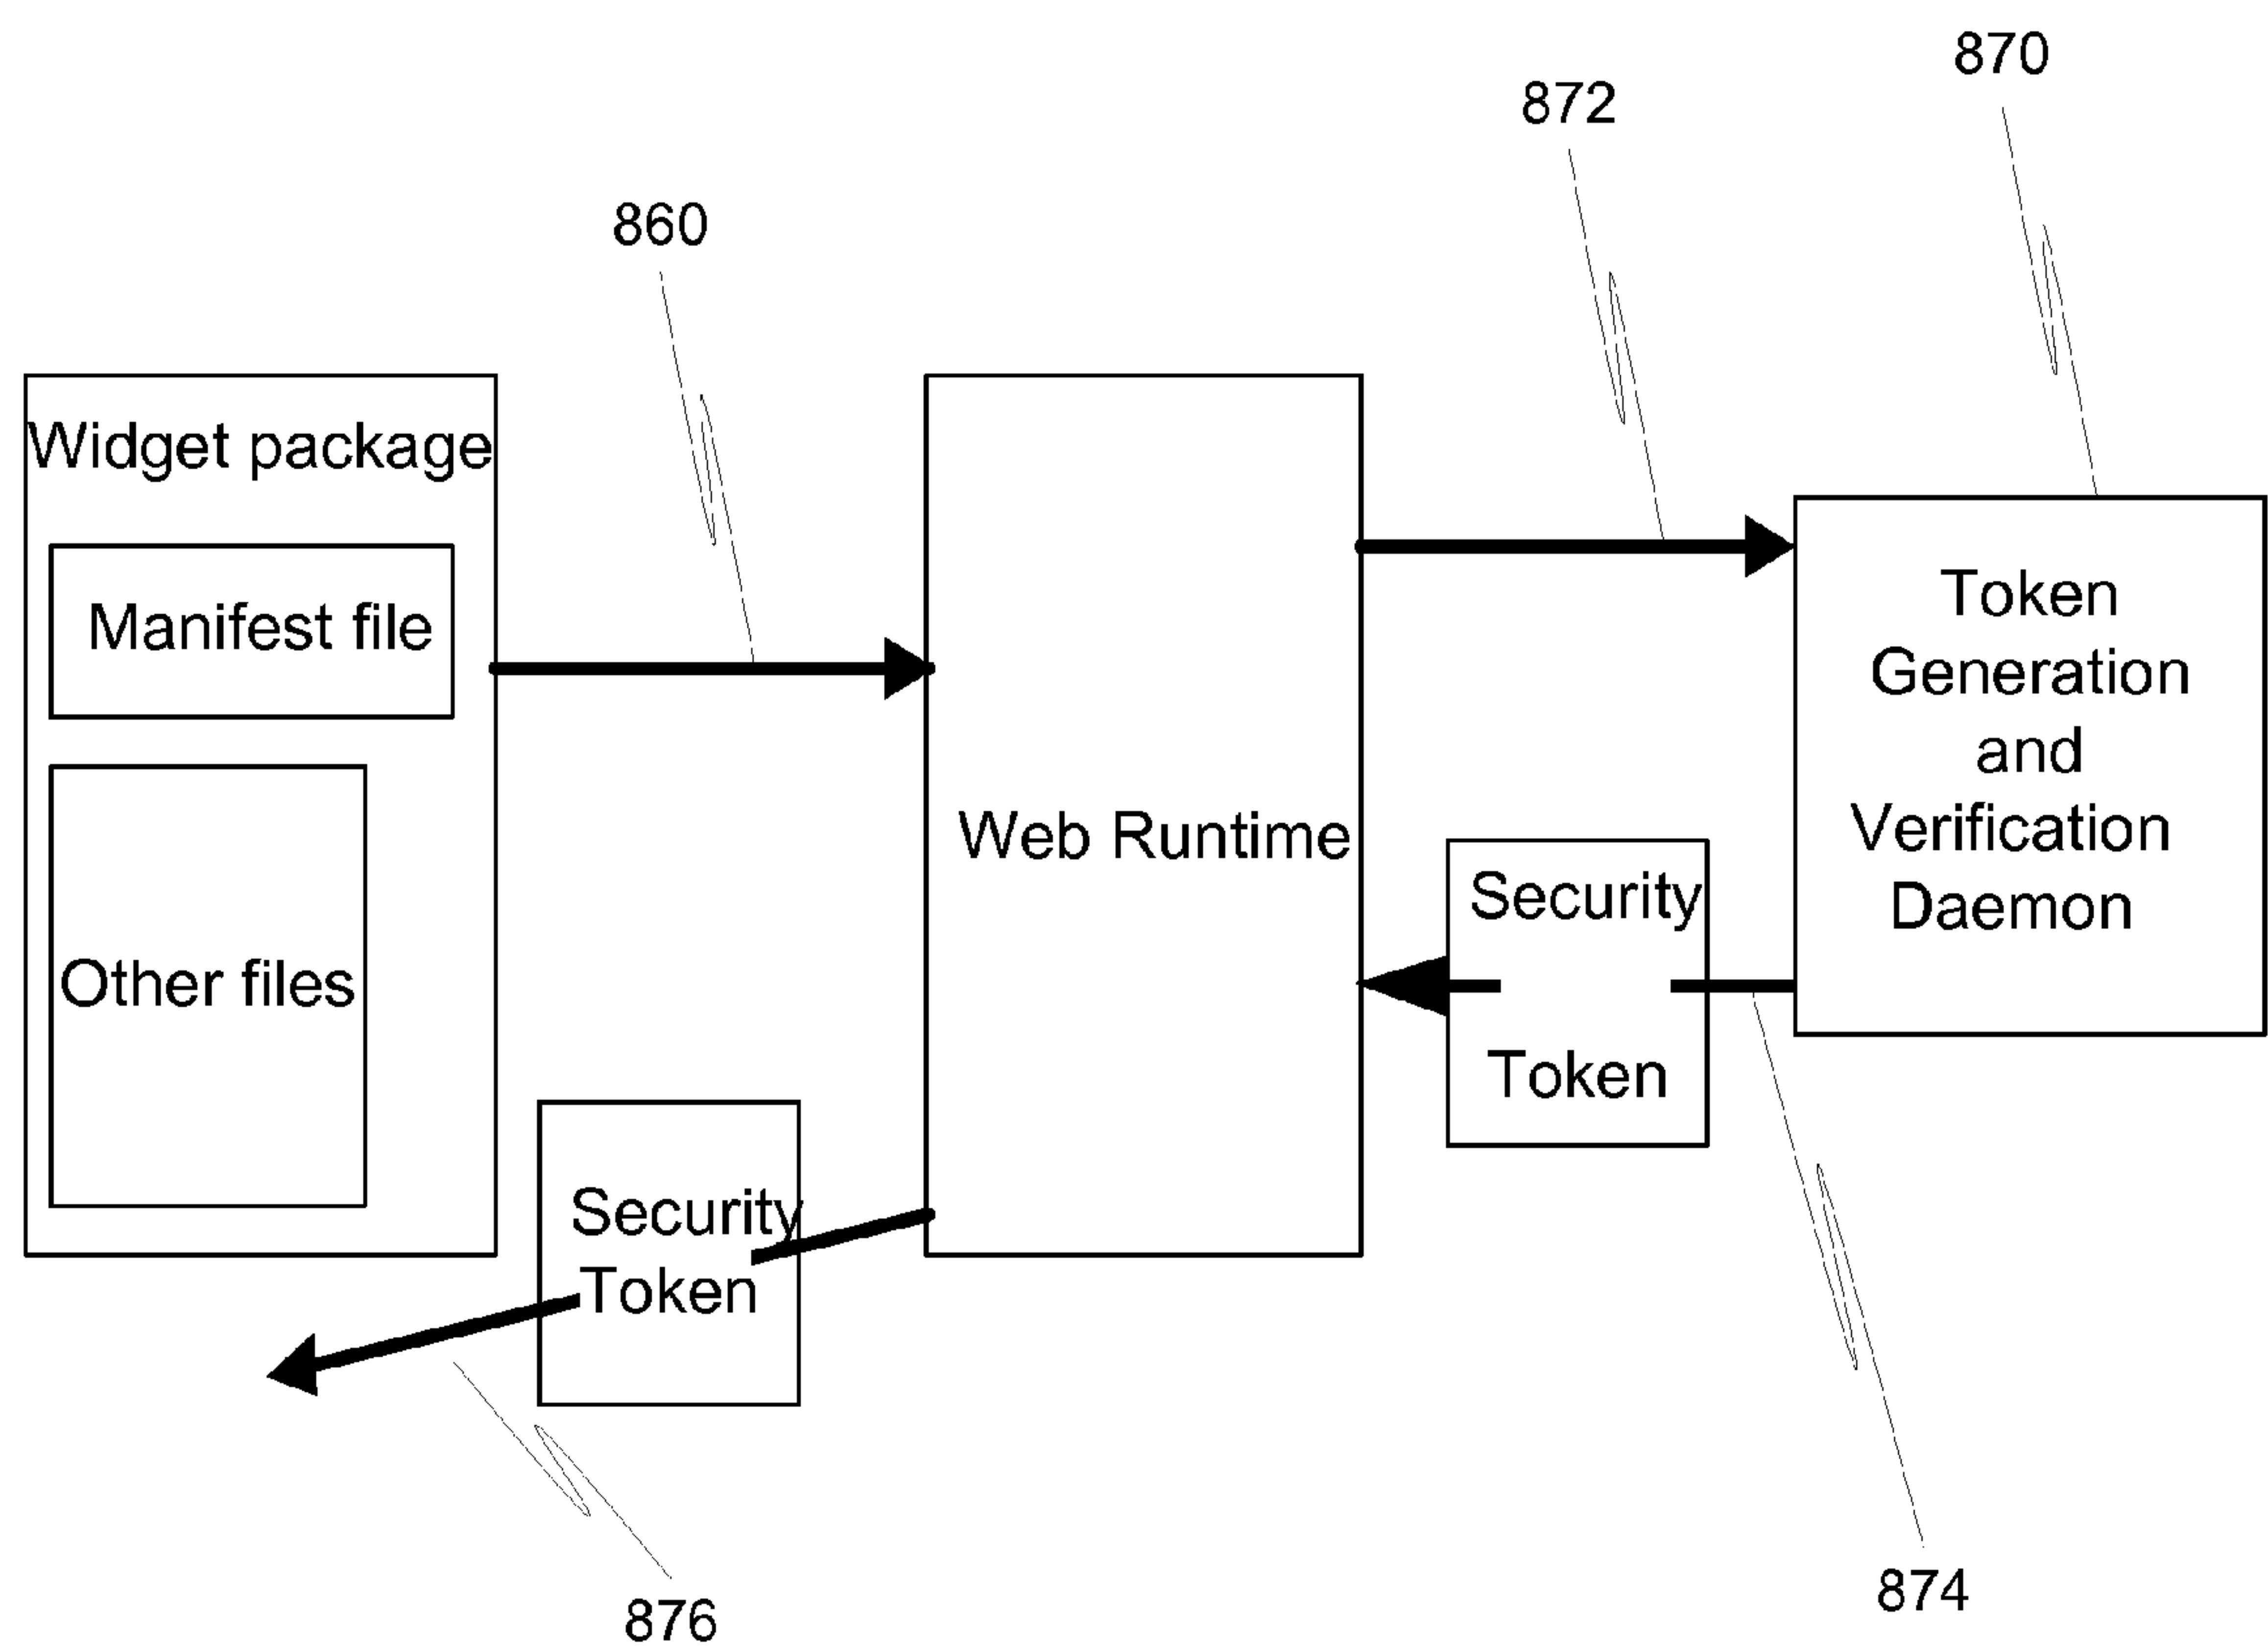 870
872
860
Widget package
Manifest file
Other files
Web Runtime
Token
Generation
and
Verification
Daemon
Security
Token
Security
Token
874
876